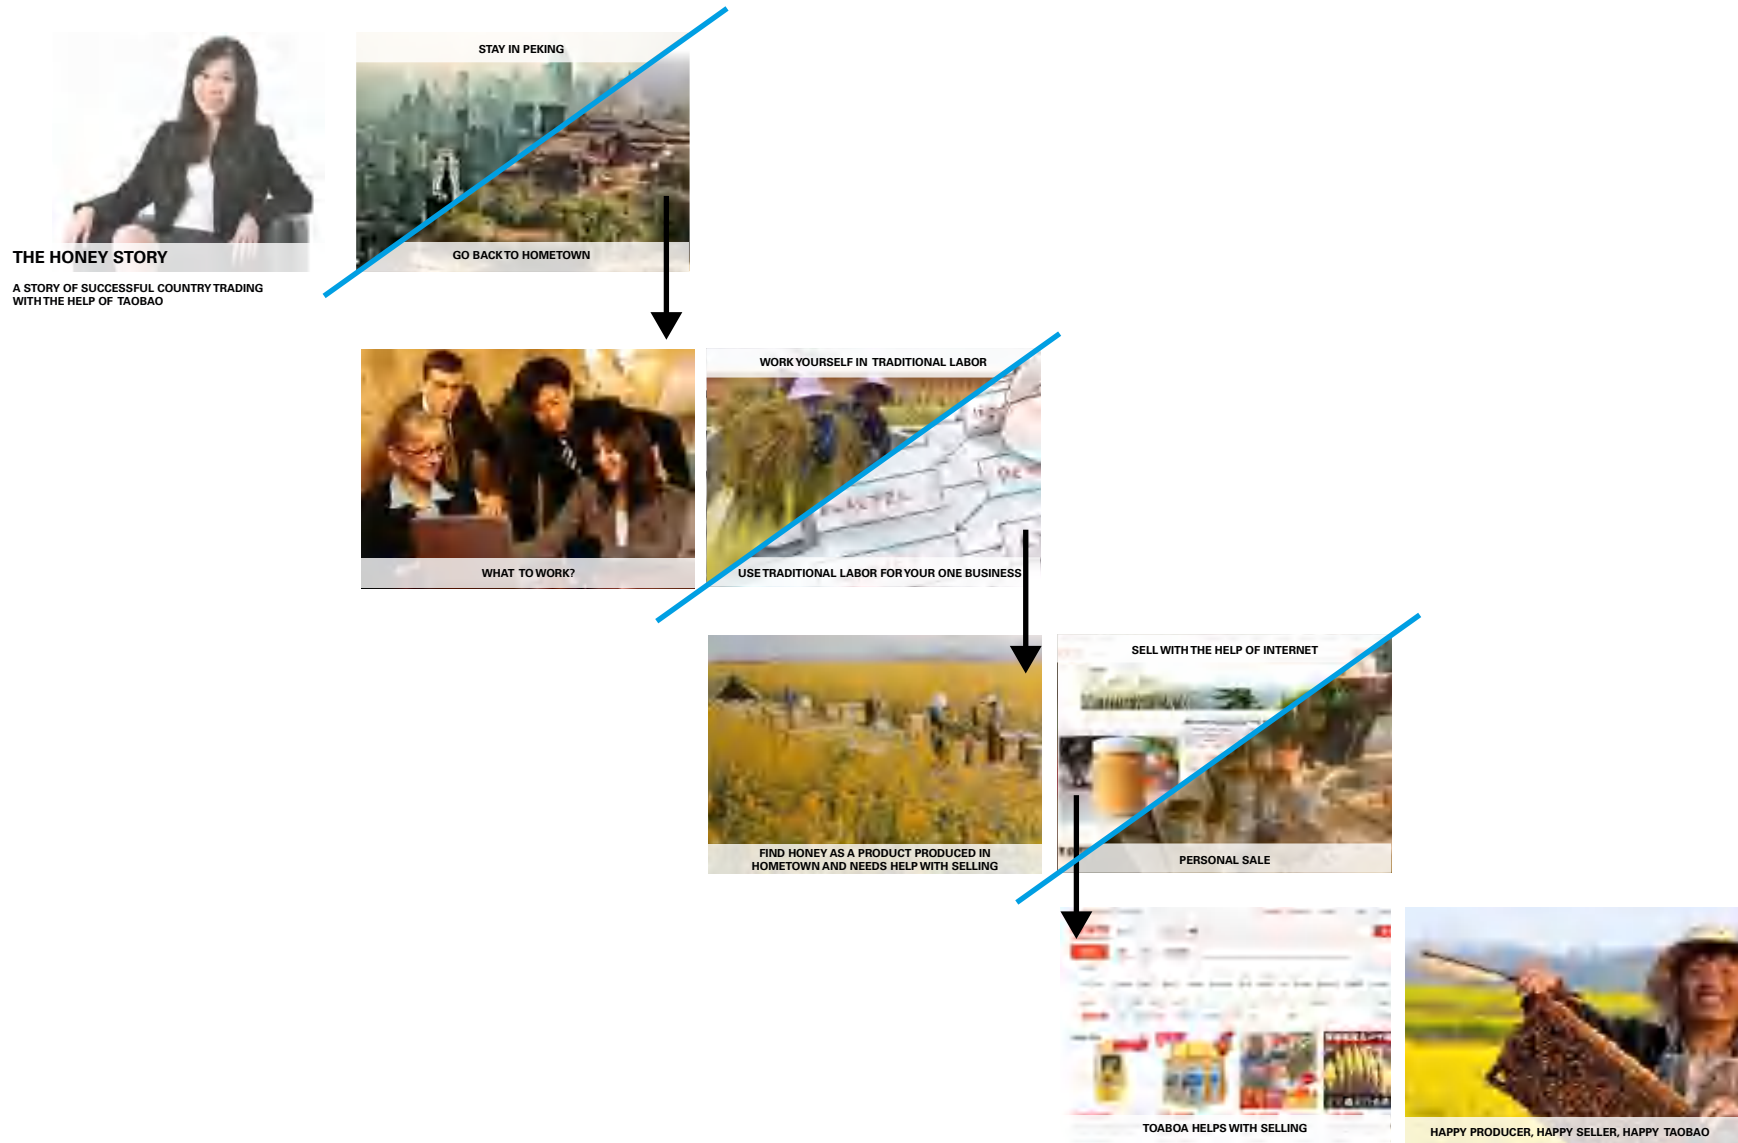 STAY IN PEKING
GO BACK TO HOMETOWN
THE HONEY STORY
A STORY OF SUCCESSFUL COUNTRY TRADING
WITH THE HELP OF TAOBAO
WHAT TO WORK?
WORK YOURSELF IN TRADITIONAL LABOR
USE TRADITIONAL LABOR FOR YOUR ONE BUSINESS
FIND HONEY AS A PRODUCT PRODUCED IN
HOMETOWN AND NEEDS HELP WITH SELLING
SELL WITH THE HELP OF INTERNET
PERSONAL SALE
TOABOA HELPS WITH SELLING
HAPPY PRODUCER, HAPPY SELLER, HAPPY TAOBAO